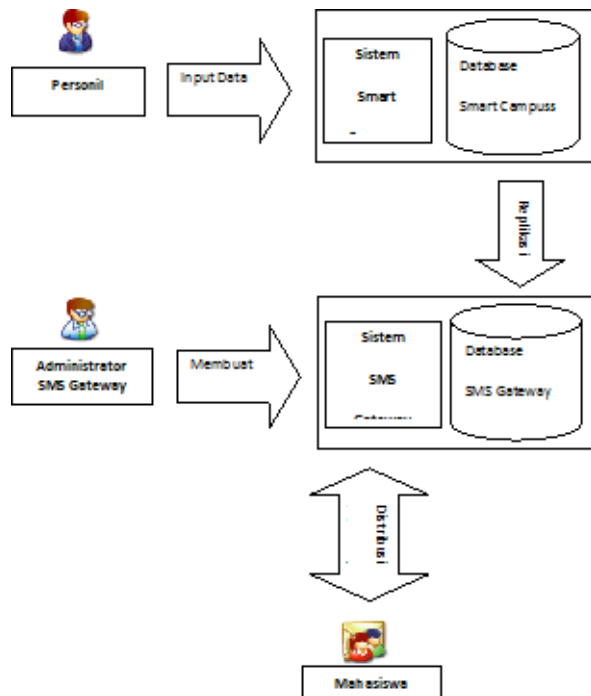 Personil
Input Data
Sistem
Smart
Database
Smart Campuss
Replikasi
Administrator
SMS Gateway
Membuat
Sistem
SMS
Database
SMS Gateway
Distribusi
Mahasiswa